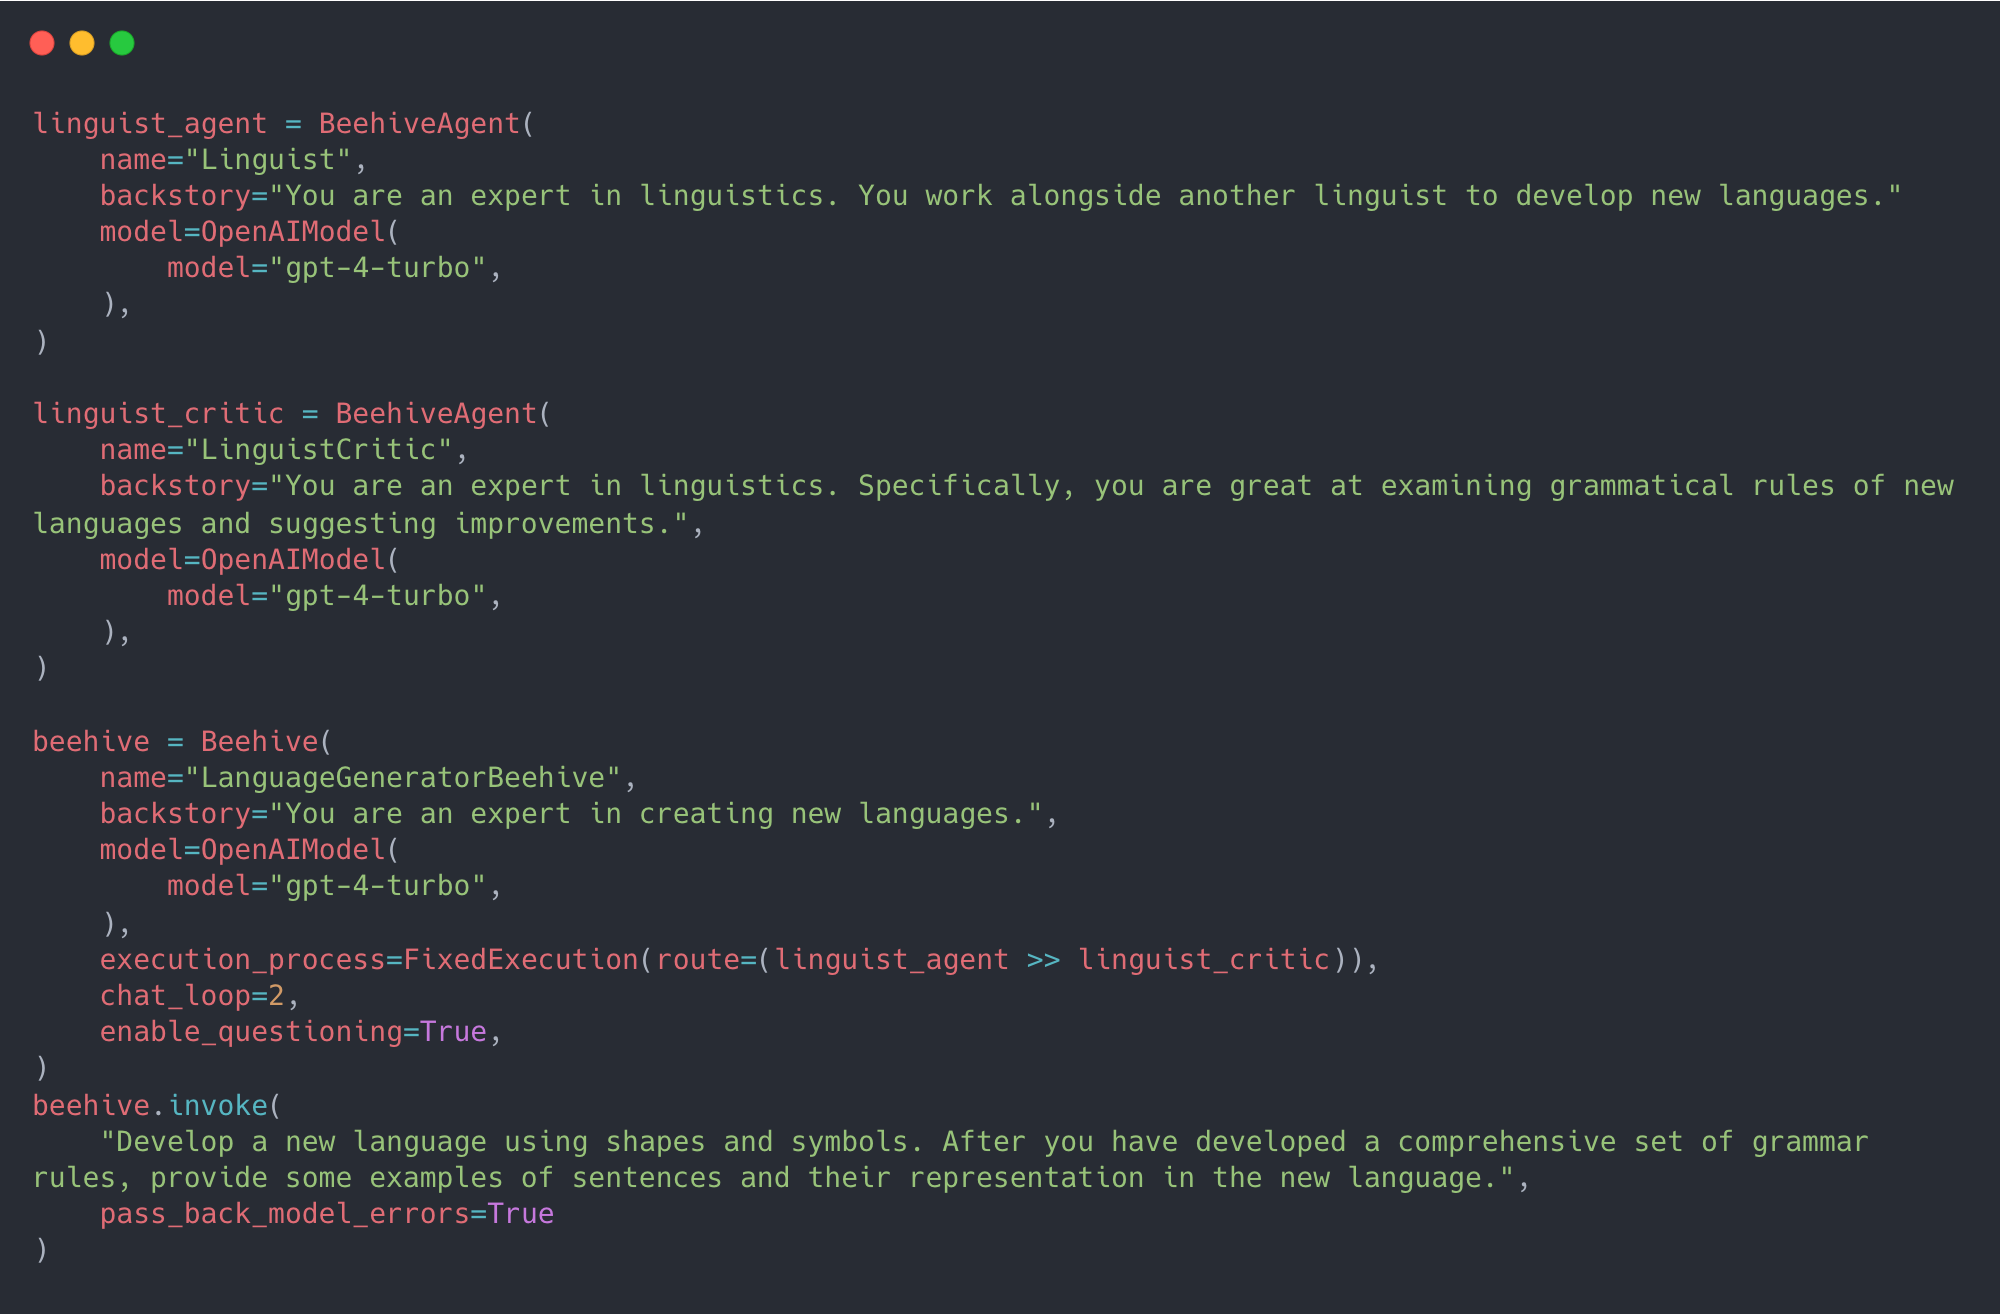 linguist_agent = BeehiveAgent(
    name="Linguist",
    backstory="You are an expert in linguistics. You work alongside another linguist to develop new languages."
    model=OpenAIModel(
        model="gpt-4-turbo",
    ),
)

linguist_critic = BeehiveAgent(
    name="LinguistCritic",
    backstory="You are an expert in linguistics. Specifically, you are great at examining grammatical rules of new
languages and suggesting improvements.",
    model=OpenAIModel(
        model="gpt-4-turbo",
    ),
)

beehive = Beehive(
    name="LanguageGeneratorBeehive",
    backstory="You are an expert in creating new languages.",
    model=OpenAIModel(
        model="gpt-4-turbo",
    ),
    execution_process=FixedExecution(route=(linguist_agent >> linguist_critic)),
    chat_loop=2,
    enable_questioning=True,
)
beehive.invoke(
    "Develop a new language using shapes and symbols. After you have developed a comprehensive set of grammar
rules, provide some examples of sentences and their representation in the new language.",
    pass_back_model_errors=True
)